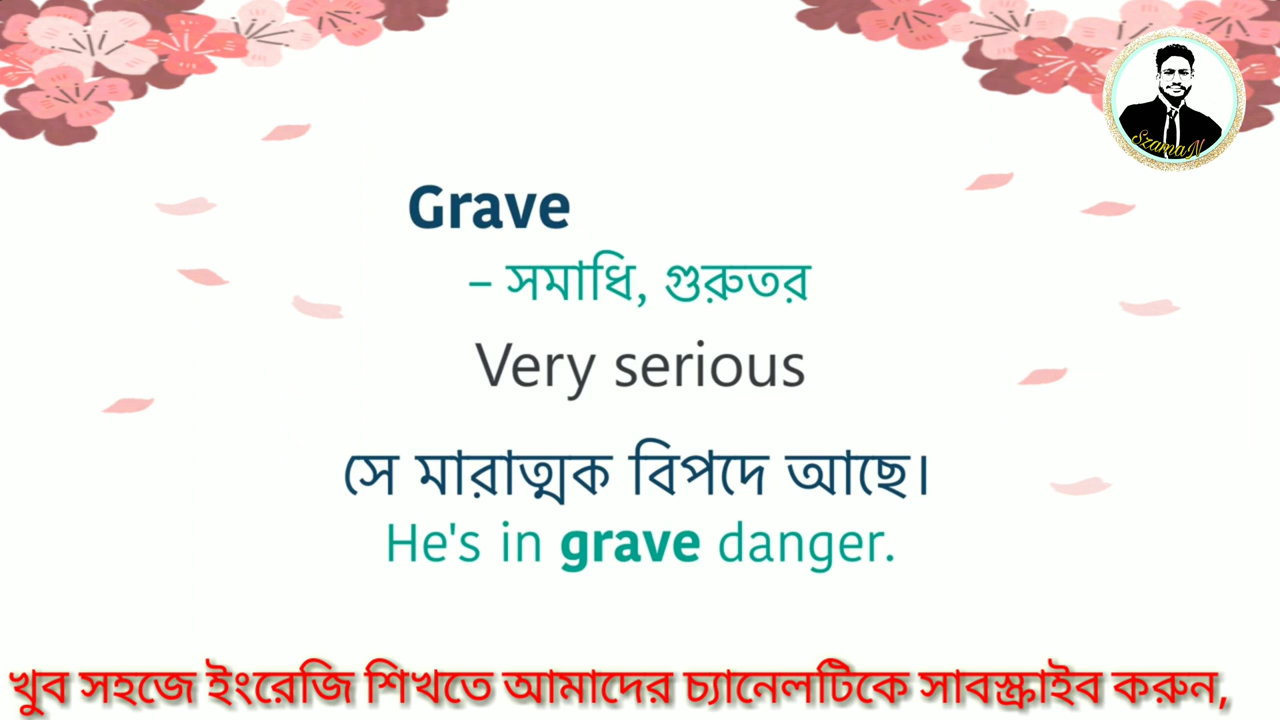 SzamaN
Grave
– সমাধি, গুরুতর
Very serious
সে মারাত্মক বিপদে আছে।
He's in grave danger.
খুব সহজে ইংরেজি শিখতে আমাদের চ্যানেলটিকে সাবস্ক্রাইব করুন,